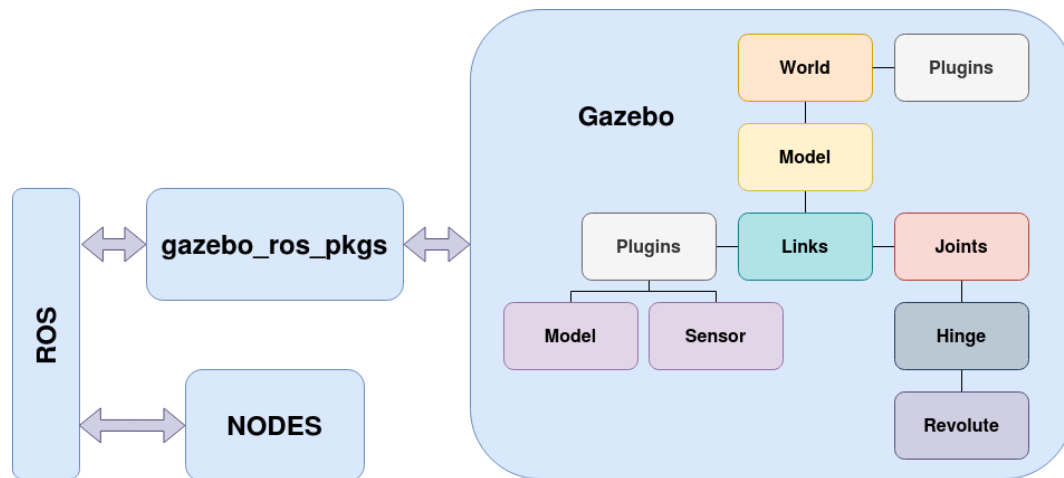 World
Plugins
Gazebo
Model
Plugins
Links
Joints
gazebo_ros_pkgs
ROS
Model
Sensor
Hinge
NODES
Revolute